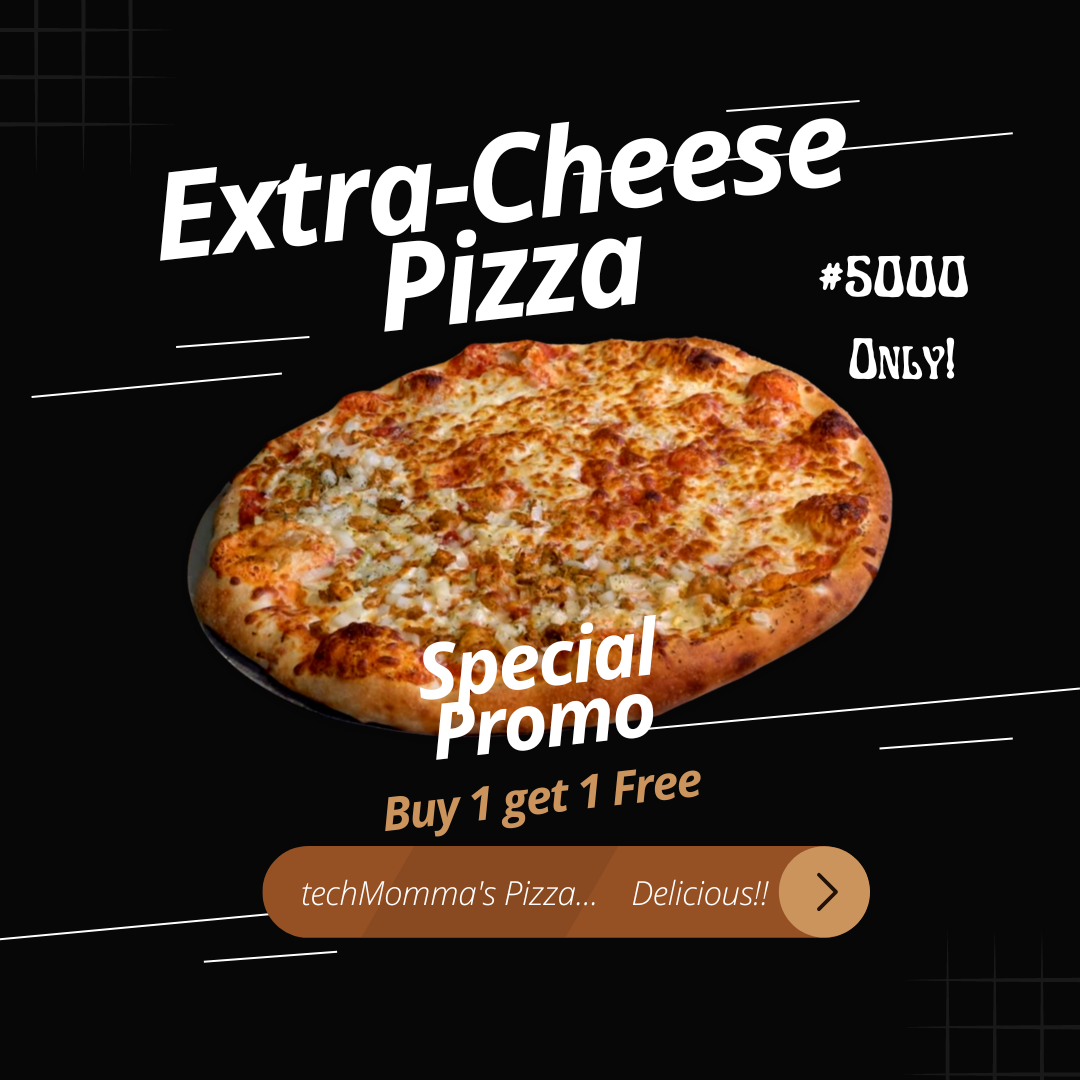 Extra-Cheese
Pizza
#5000
Only!
Special
Promo
Buy 1 get 1 Free
techMomma's Pizza... Delicious!!